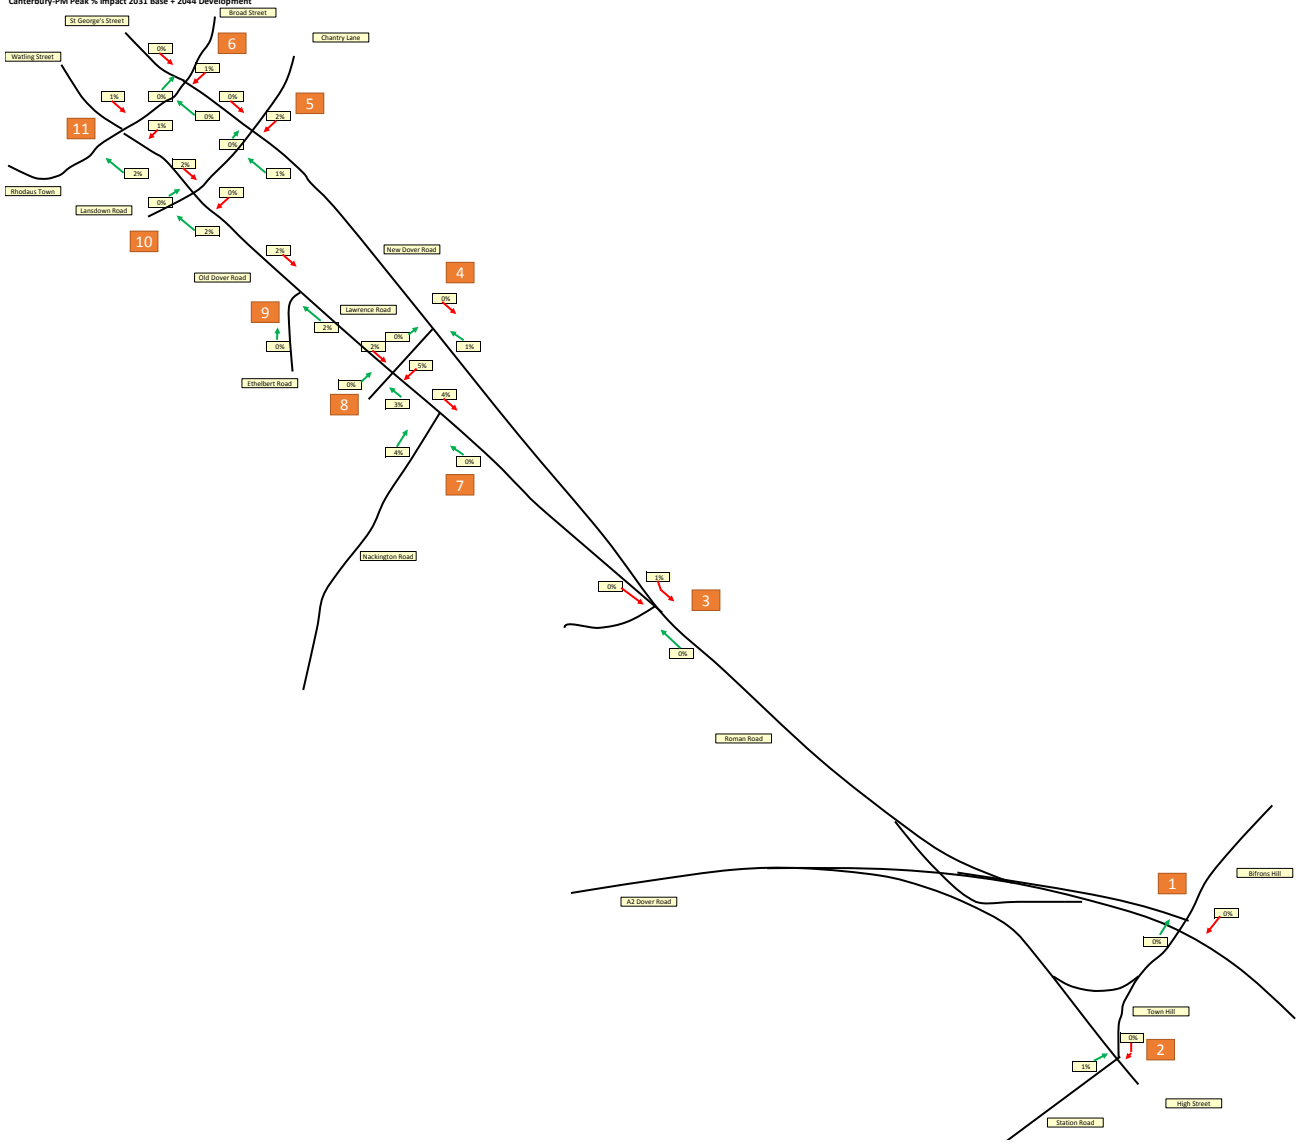 Canterbury-PM Peak % Impact 2031 Base + 2044 Development
Broad Street
St George's Street
Chantry Lane
6
0%
Watling Street
1%
0%
1%
0%
5
0%
2%
11
1%
0%
2%
2%
1%
Rhodaus Town
0%
0%
Lansdown Road
2%
10
2%
New Dover Road
4
Old Dover Road
0%
9
Lawrence Road
2%
0%
0%
2%
1%
5%
Ethelbert Road
0%
4%
8
3%
4%
0%
7
Nackington Road
1%
0%
3
0%
Roman Road
Bifrons Hill
1
A2 Dover Road
0%
0%
Town Hill
0%
2
1%
High Street
Station Road